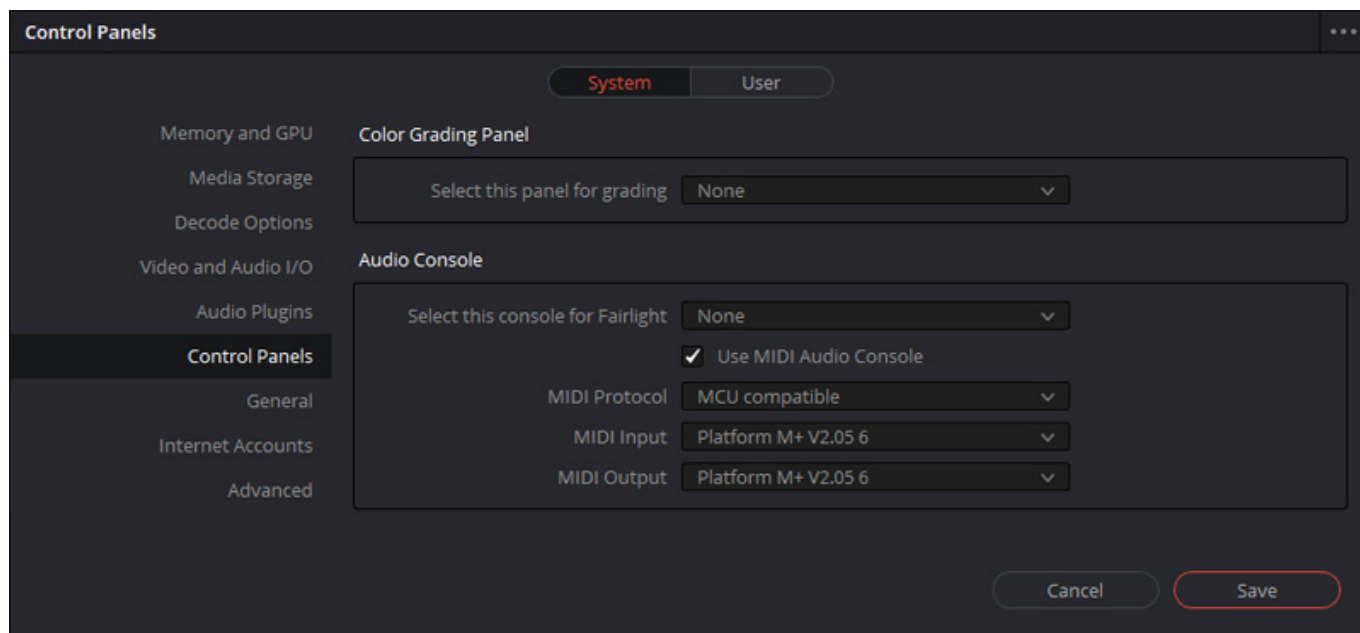 Control Panels
System User
Memory and GPU
Media Storage
Decode Options
Video and Audio I/O
Audio Plugins
Control Panels
General
Internet Accounts
Advanced
Color Grading Panel
Select this panel for grading None
Audio Console
Select this console for Fairlight None
Use MIDI Audio Console
MIDI Protocol MCU compatible
MIDI Input Platform M+ V2.05 6
MIDI Output Platform M+ V2.05 6
Cancel Save